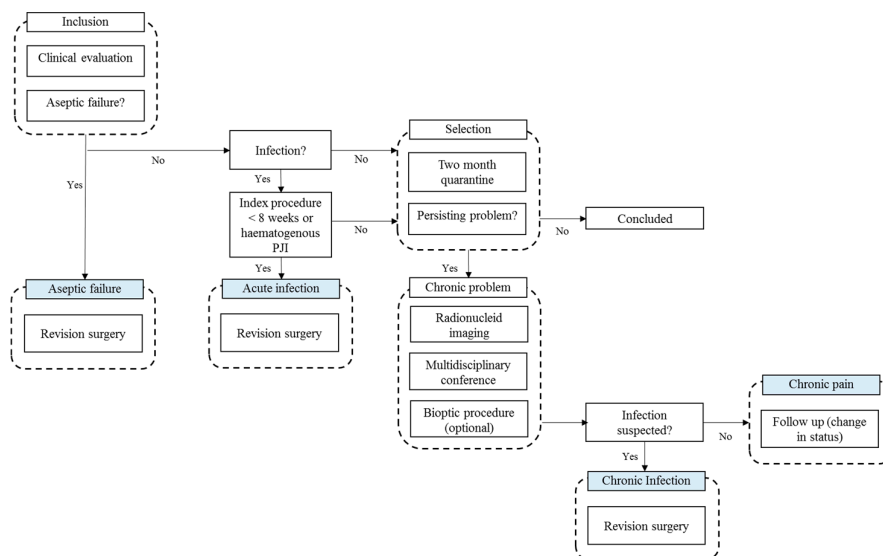 Inclusion
Clinical evaluation
Aseptic failure?
Yes
No
Infection?
No
Yes
Index procedure
< 8 weeks or
haematogenous
PJI
No
Yes
Selection
Two month
quarantine
Persisting problem?
No
Concluded
Yes
Aseptic failure
Revision surgery
Acute infection
Revision surgery
Chronic problem
Radionucleid
imaging
Multidisciplinary
conference
Bioptic procedure
(optional)
Infection
suspected?
No
Yes
Chronic pain
Follow up (change
in status)
Chronic Infection
Revision surgery